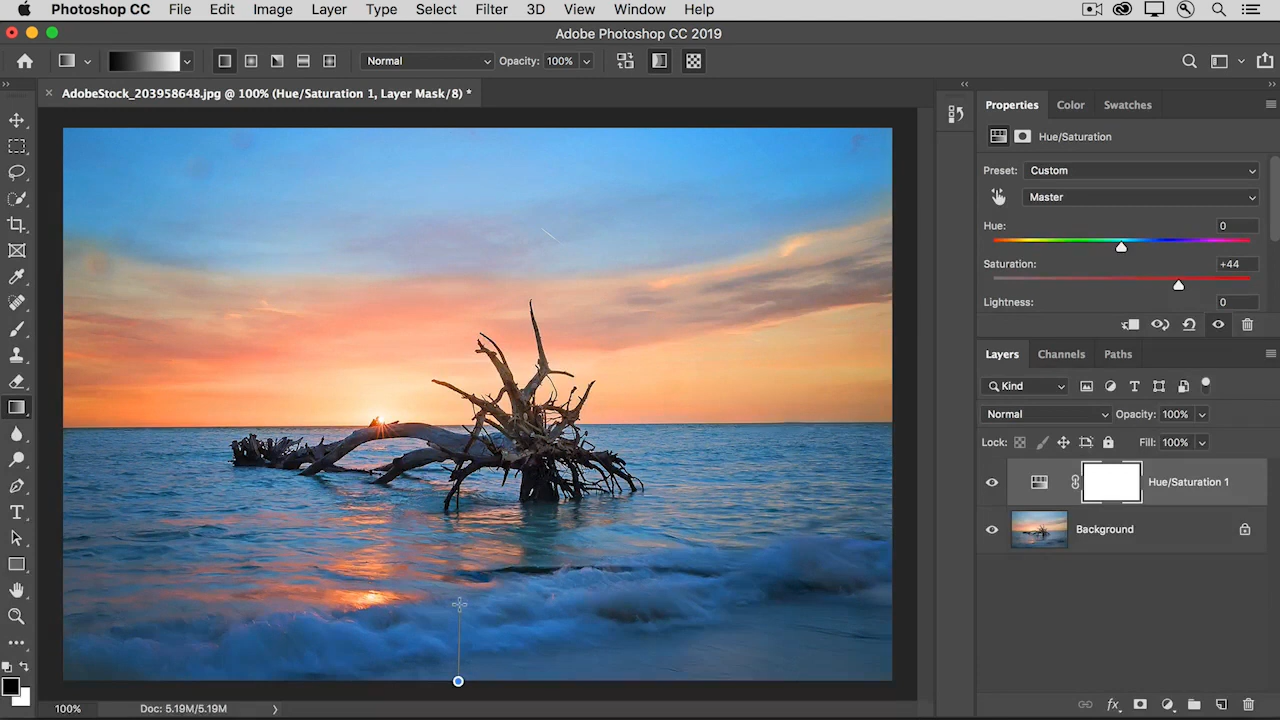 Photoshop CC File Edit Image Layer Type Select Filter 3D View Window Help
Adobe Photoshop CC 2019
Normal Opacity: 100%
AdobeStock_203958648.jpg @ 100% (Hue/Saturation 1, Layer Mask/8) *
Properties Color Swatches
Hue/Saturation
Preset: Custom
Master
Hue: 0
Saturation: +44
Lightness: 0
Layers Channels Paths
Kind
Normal Opacity: 100%
Lock: Fill: 100%
Hue/Saturation 1
Background
100% Doc: 5.19M/5.19M
fx